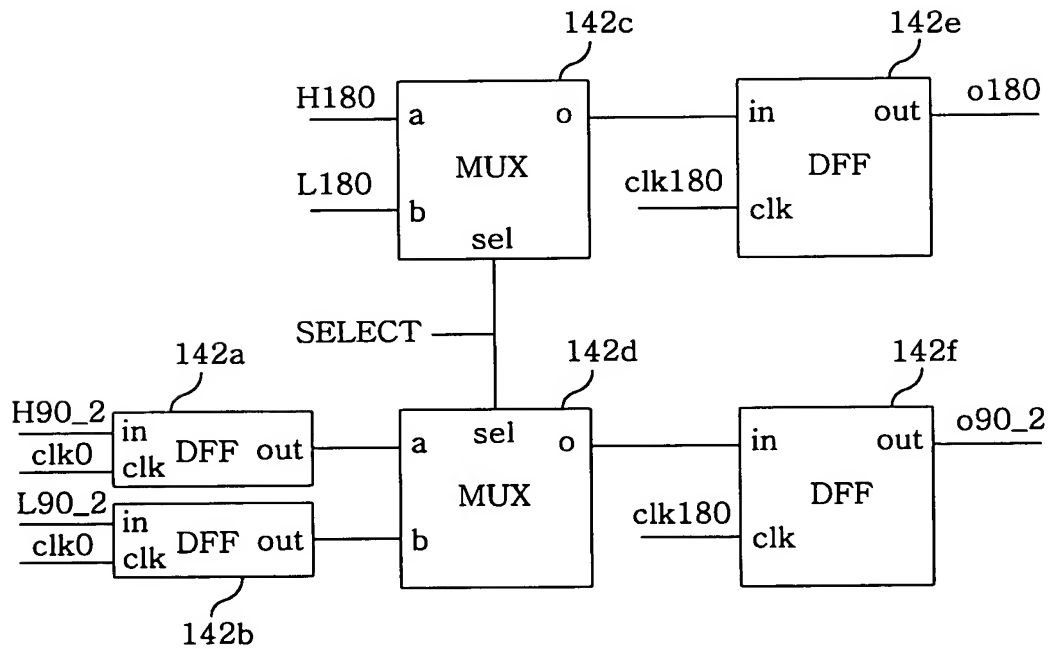 142c
142e
H180
a
o
in
out
o180
MUX
DFF
L180
b
clk180
clk
sel
SELECT
142a
142d
142f
H90_2
in
clk0
clk
DFF
out
a
sel
o
in
out
o90_2
MUX
DFF
L90_2
in
clk0
clk
DFF
out
b
clk180
clk
142b